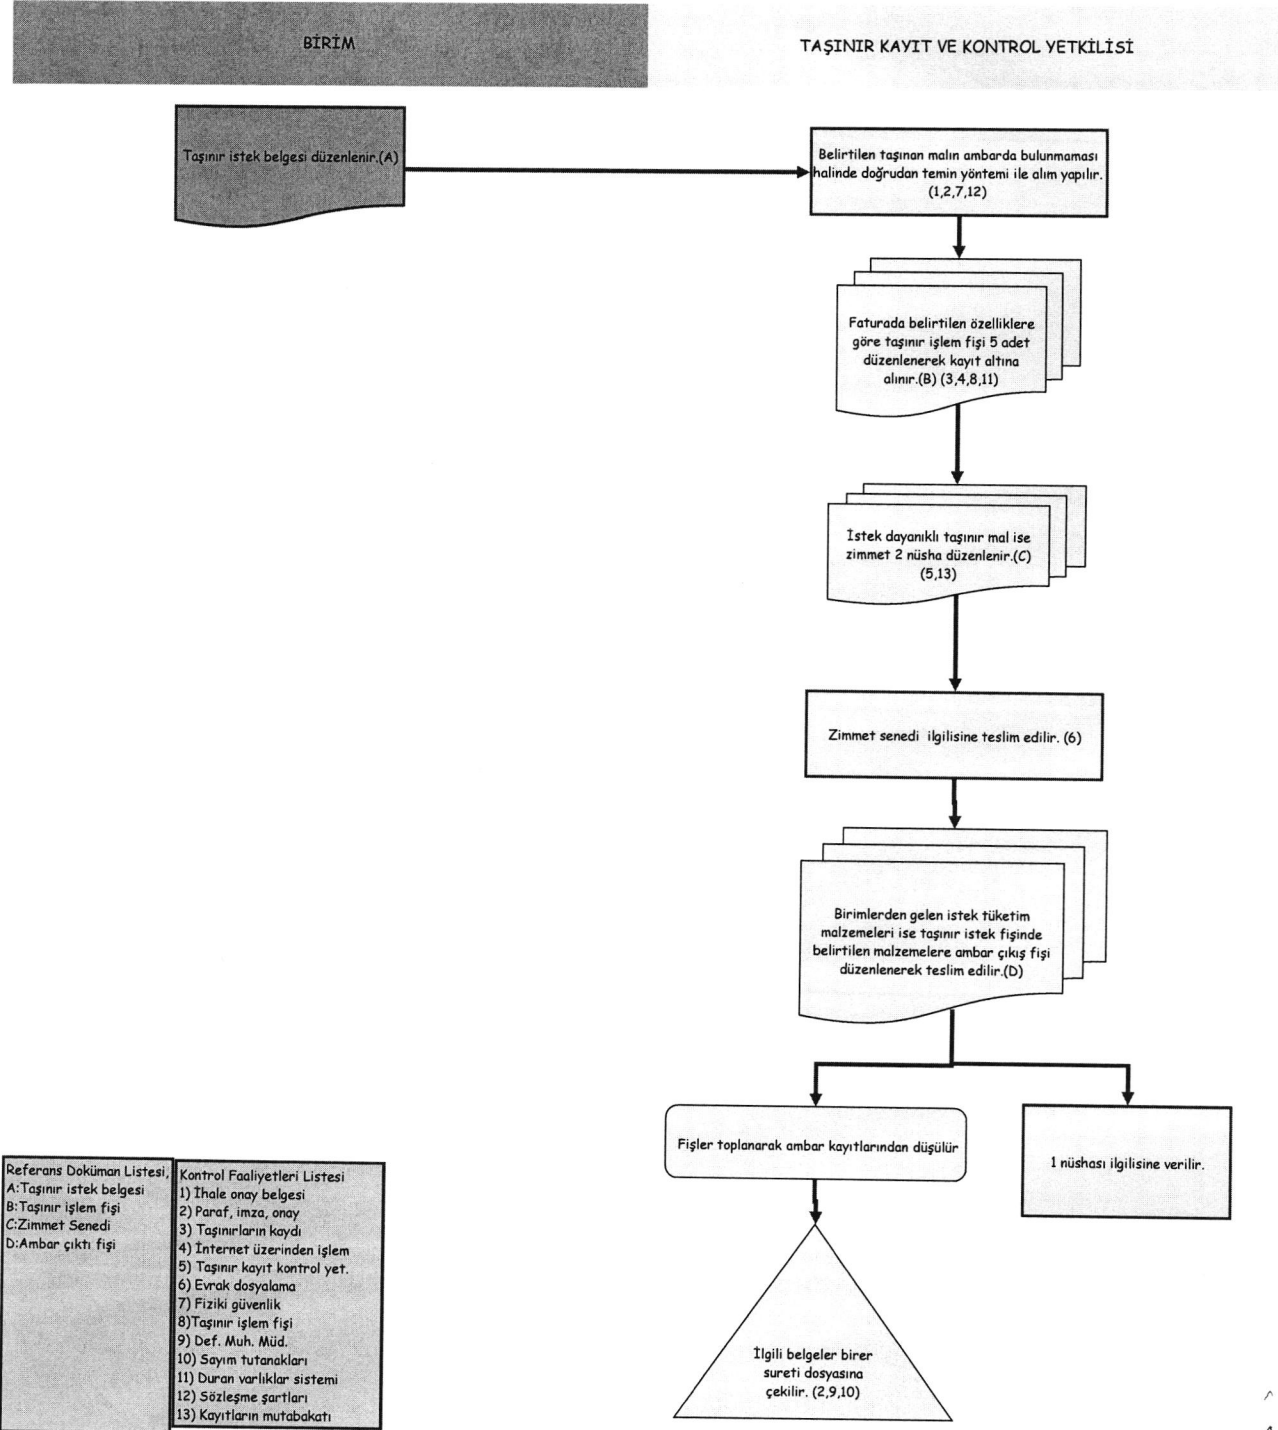 BİRİM
TAŞINIR KAYIT VE KONTROL YETKİLİSİ
Taşınır istek belgesi düzenlenir.(A)
Belirtilen taşınan malın ambarda bulunmaması
halinde doğrudan temin yöntemi ile alım yapılır.
(1,2,7,12)
Faturada belirtilen özelliklere
göre taşınır işlem fişi 5 adet
düzenlenerek kayıt altına
alınır.(B) (3,4,8,11)
İstek dayanıklı taşınır mal ise
zimmet 2 nüsha düzenlenir.(C)
(5,13)
Zimmet senedi ilgilisine teslim edilir. (6)
Birimlerden gelen istek tüketim
malzemeleri ise taşınır istek fişinde
belirtilen malzemelere ambar çıkış fişi
düzenlenerek teslim edilir.(D)
Fişler toplanarak ambar kayıtlarından düşülür
1 nüshası ilgilisine verilir.
İlgili belgeler birer
sureti dosyasına
çekilir. (2,9,10)
Referans Doküman Listesi,
A:Taşınır istek belgesi
B:Taşınır işlem fişi
C:Zimmet Senedi
D:Ambar çıktı fişi
Kontrol Faaliyetleri Listesi
1) İhale onay belgesi
2) Paraf, imza, onay
3) Taşınırların kaydı
4) İnternet üzerinden işlem
5) Taşınır kayıt kontrol yet.
6) Evrak dosyalama
7) Fiziki güvenlik
8)Taşınır işlem fişi
9) Def. Muh. Müd.
10) Sayım tutanakları
11) Duran varlıklar sistemi
12) Sözleşme şartları
13) Kayıtların mutabakatı